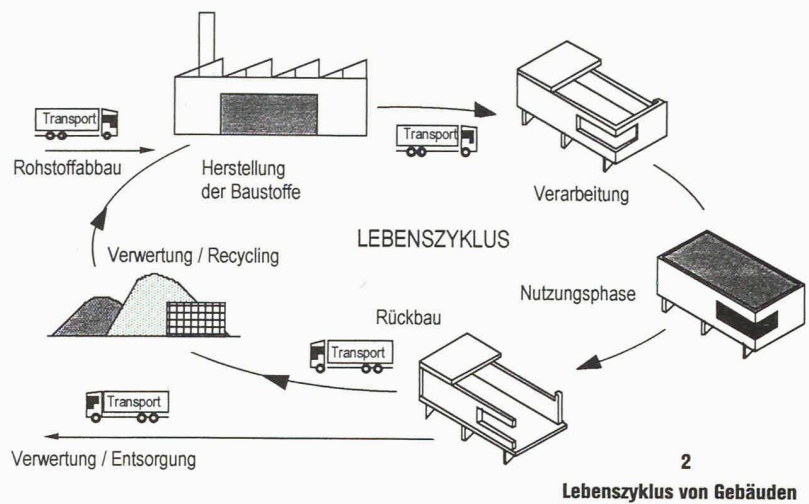 Transport
Rohstoffabbau
Herstellung
der Baustoffe
Transport
Verarbeitung
LEBENSZYKLUS
Verwertung / Recycling
Nutzungsphase
Rückbau
Transport
Transport
Verwertung / Entsorgung
2
Lebenszyklus von Gebäuden